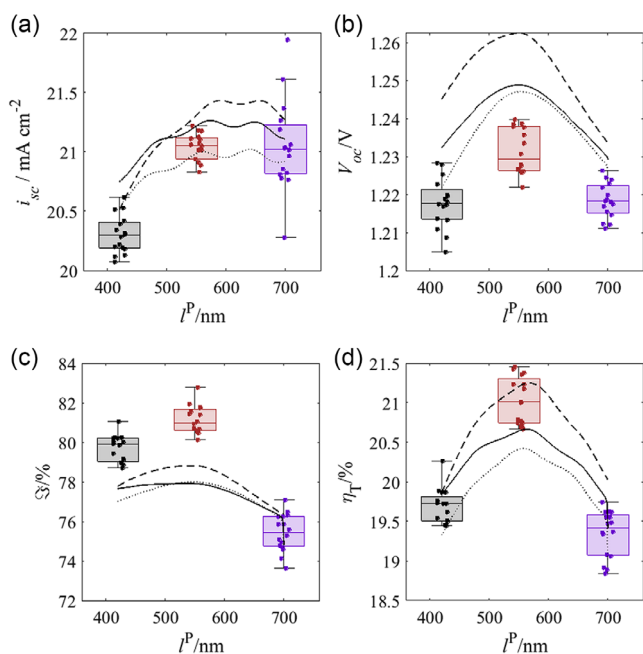 (a)
22
21.5
21
20.5
20
i_sc / mA cm⁻²
400 500 600 700
l^P/nm
(b)
1.26
1.25
1.24
1.23
1.22
1.21
1.2
V_oc/V
400 500 600 700
l^P/nm
(c)
84
82
80
78
76
74
72
ℑ/%
400 500 600 700
l^P/nm
(d)
21.5
21
20.5
20
19.5
19
18.5
η_T/%
400 500 600 700
l^P/nm